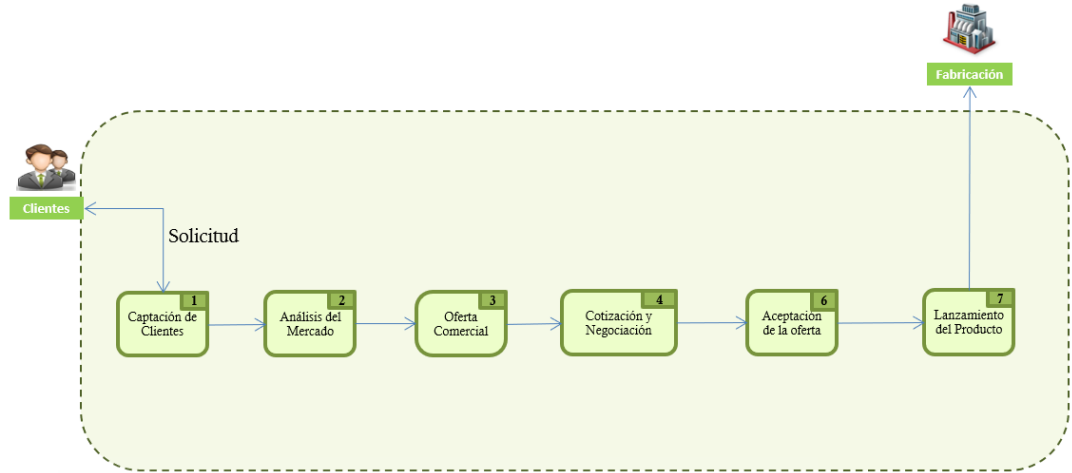 Fabricación
Clientes
Solicitud
1
Captación de
Clientes
2
Análisis del
Mercado
3
Oferta
Comercial
4
Cotización y
Negociación
6
Aceptación
de la oferta
7
Lanzamiento
del Producto